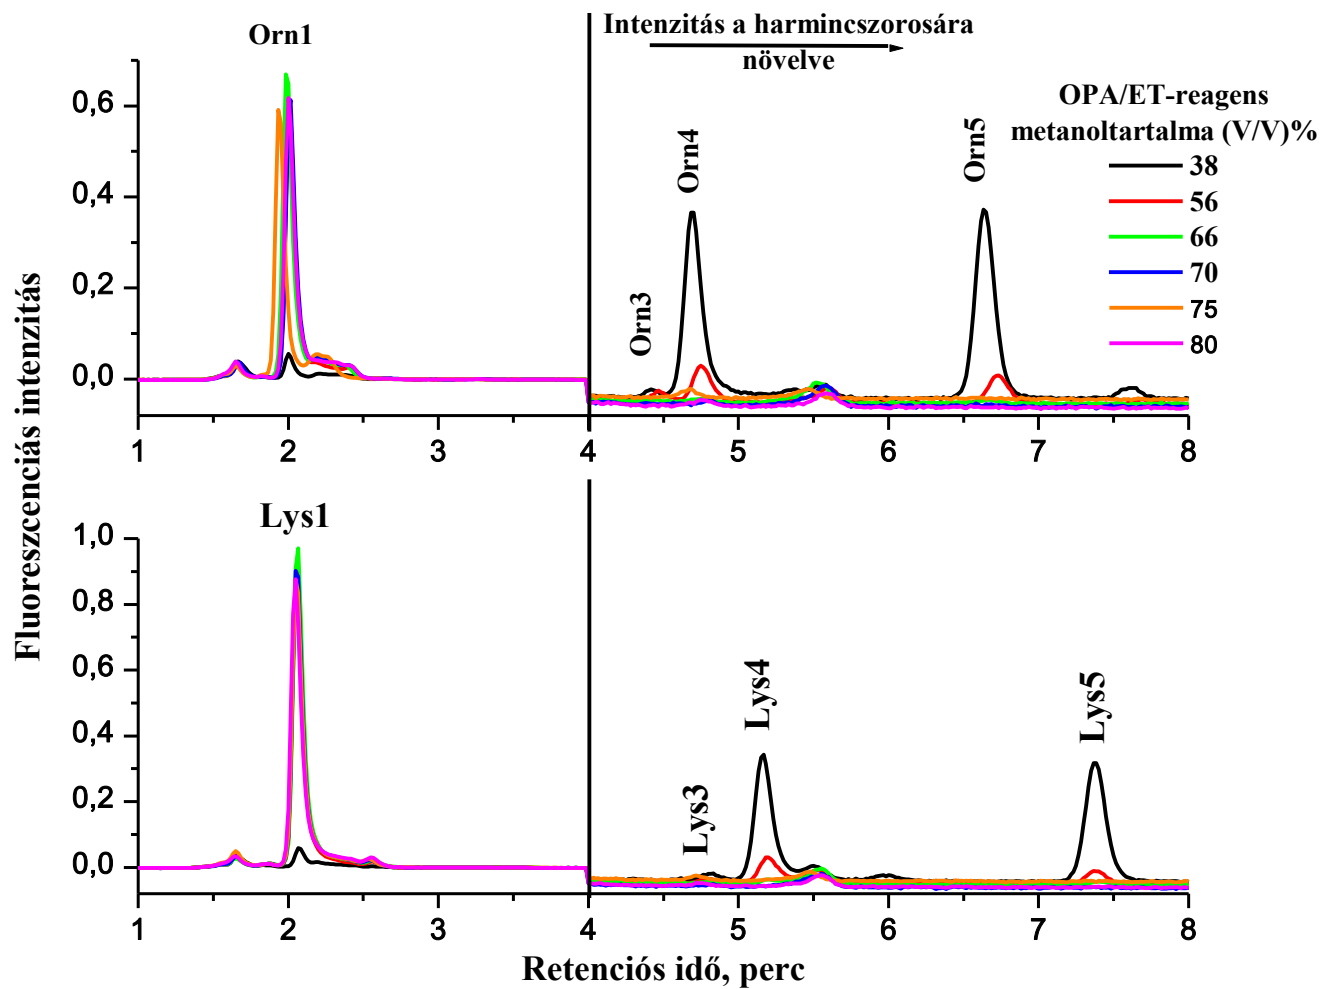 Intenzitás a harmincszorosára
növelve
Orn1
OPA/ET-reagens
metanoltartalma (V/V)%
38
56
66
70
75
80
Orn3
Orn4
Orn5
0,6
0,4
0,2
0,0
1 2 3 4 5 6 7 8
Fluoreszcenciás intenzitás
Lys1
Lys3
Lys4
Lys5
1,0
0,8
0,6
0,4
0,2
0,0
1 2 3 4 5 6 7 8
Retenciós idő, perc